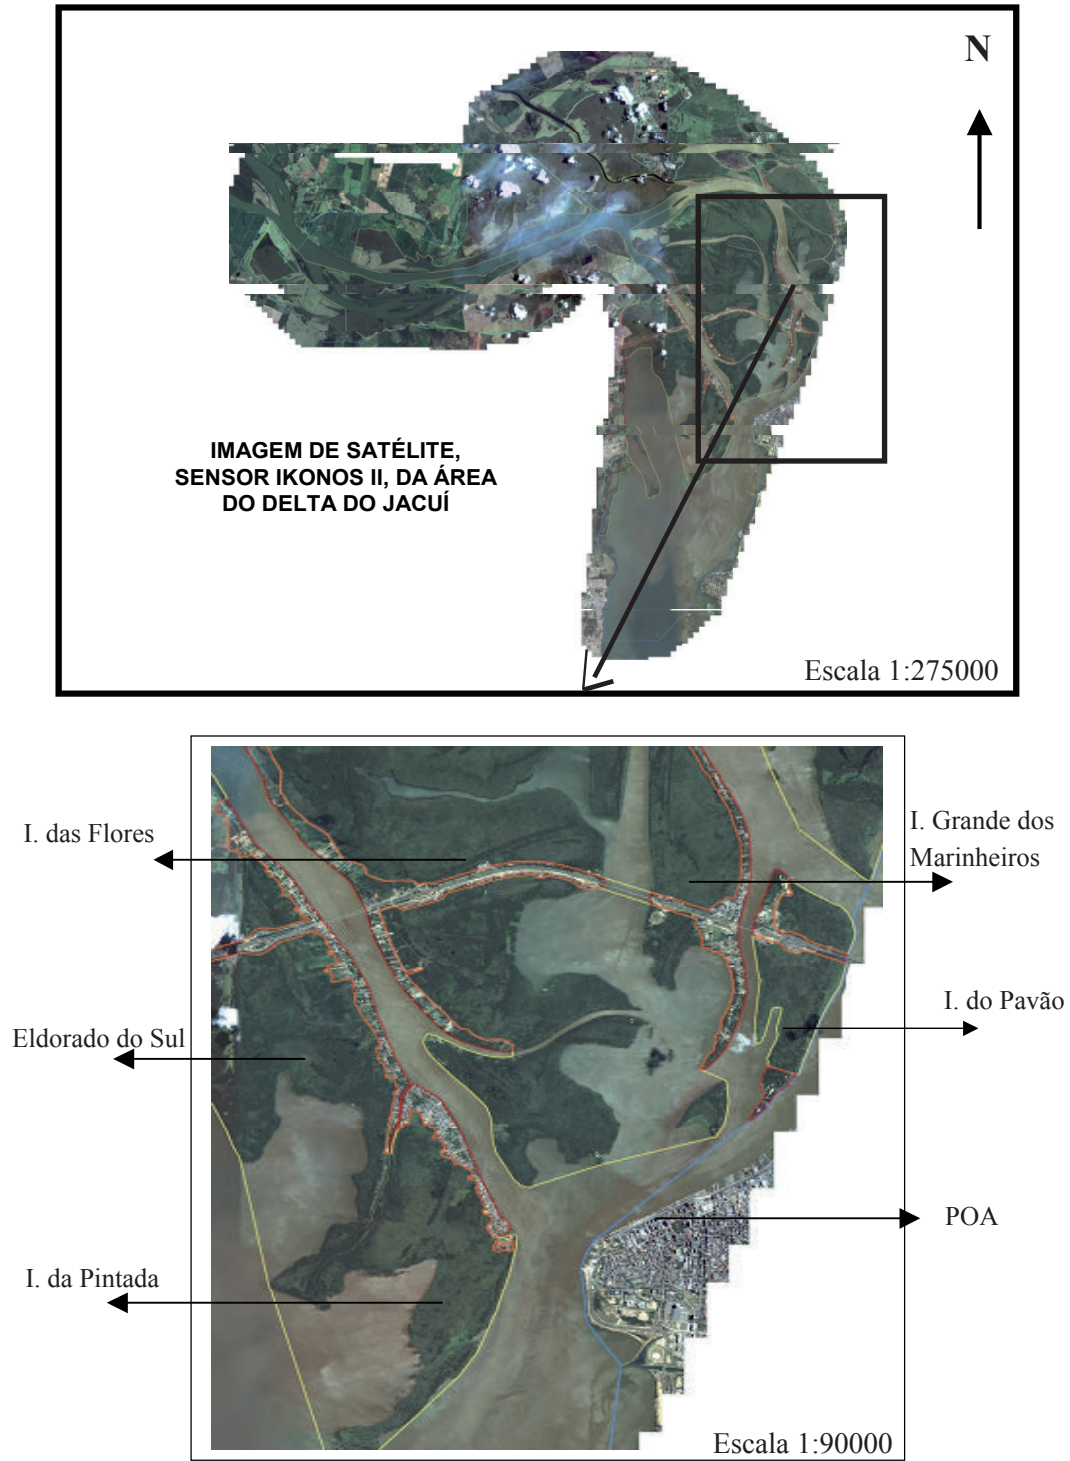 N
IMAGEM DE SATÉLITE,
SENSOR IKONOS II, DA ÁREA
DO DELTA DO JACUÍ
Escala 1:275000
I. das Flores
I. Grande dos
Marinheiros
I. do Pavão
Eldorado do Sul
POA
I. da Pintada
Escala 1:90000